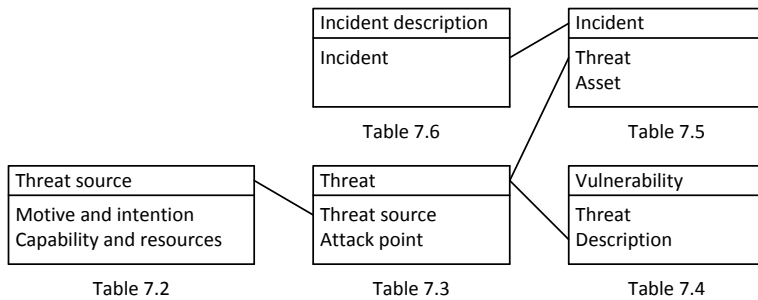 Incident description
Incident
Table 7.6
Incident
Threat
Asset
Table 7.5
Threat source
Motive and intention
Capability and resources
Table 7.2
Threat
Threat source
Attack point
Table 7.3
Vulnerability
Threat
Description
Table 7.4